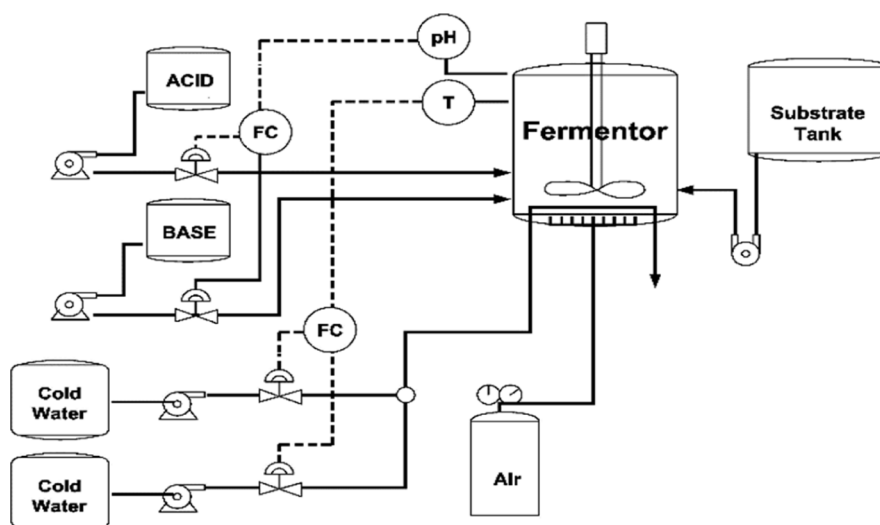 pH
ACID
T
Substrate
Tank
FC
Fermentor
BASE
FC
Cold
Water
Cold
Water
AIr